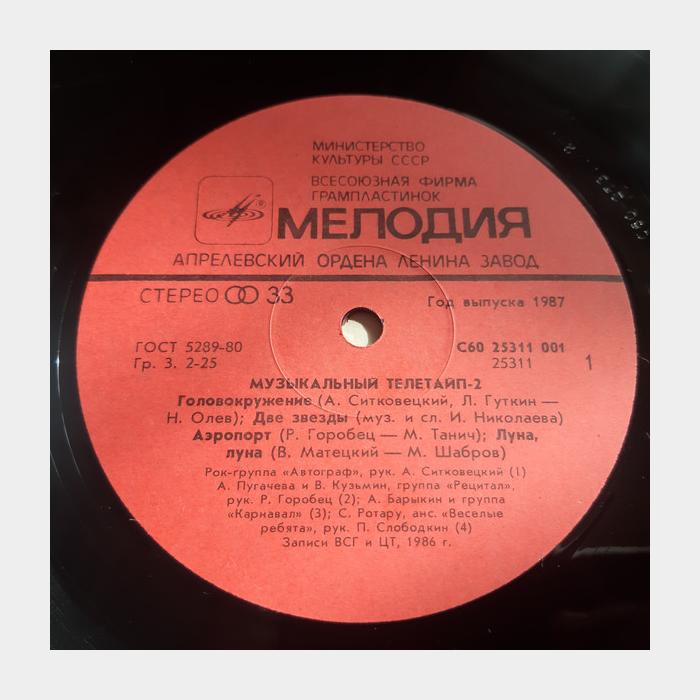 МИНИСТЕРСТВО
КУЛЬТУРЫ СССР
ВСЕСОЮЗНАЯ ФИРМА
ГРАМПЛАСТИНОК
® МЕЛОДИЯ
АПРЕЛЕВСКИЙ ОРДЕНА ЛЕНИНА ЗАВОД
СТЕРЕО 33
Год выпуска 1987
ГОСТ 5289-80
Гр. 3. 2-25
С60 25311 001
25311 1
МУЗЫКАЛЬНЫЙ ТЕЛЕТАЙП-2
Головокружение (А. Ситковецкий, Л. Гуткин —
Н. Олев); Две звезды (муз. и сл. И. Николаева)
Аэропорт (Р. Горобец — М. Танич); Луна,
луна (В. Матецкий — М. Шабров)
Рок-группа «Автограф», рук. А. Ситковецкий (1)
А. Пугачева и В. Кузьмин, группа «Рецитал»,
рук. Р. Горобец (2); А. Барыкин и группа
«Карнавал» (3); С. Ротару, анс. «Веселые
ребята», рук. П. Слободкин (4)
Записи ВСГ и ЦТ, 1986 г.